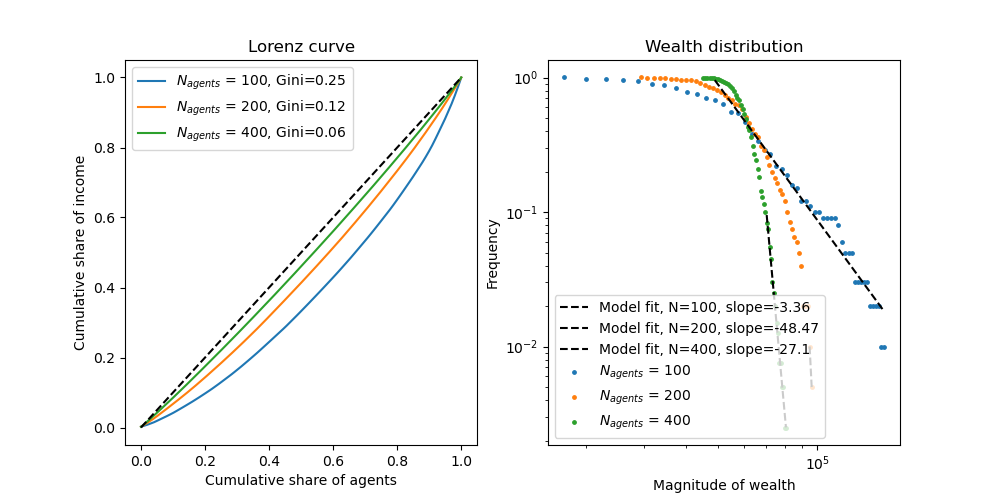 Lorenz curve
N_agents = 100, Gini=0.25
N_agents = 200, Gini=0.12
N_agents = 400, Gini=0.06
1.0
0.8
0.6
0.4
0.2
0.0
Cumulative share of income
0.0 0.2 0.4 0.6 0.8 1.0
Cumulative share of agents
Wealth distribution
10^0
10^-1
10^-2
Frequency
Model fit, N=100, slope=-3.36
Model fit, N=200, slope=-48.47
Model fit, N=400, slope=-27.1
N_agents = 100
N_agents = 200
N_agents = 400
10^5
Magnitude of wealth